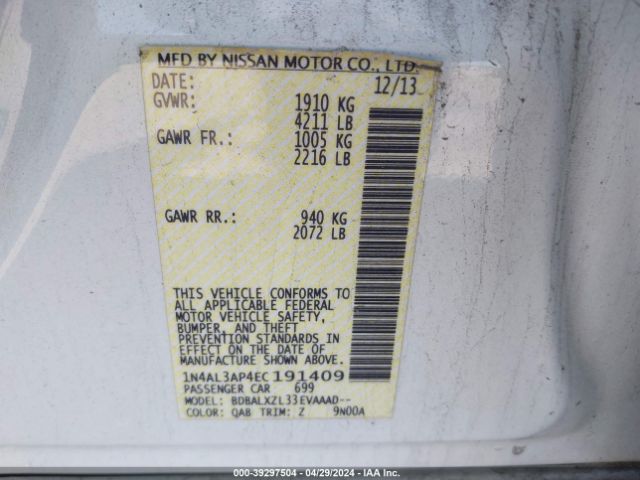 MFD BY NISSAN MOTOR CO., LTD.
DATE: 12/13
GVWR: 1910 KG
4211 LB
GAWR FR.: 1005 KG
2216 LB
GAWR RR.: 940 KG
2072 LB
THIS VEHICLE CONFORMS TO
ALL APPLICABLE FEDERAL
MOTOR VEHICLE SAFETY,
BUMPER, AND THEFT
PREVENTION STANDARDS IN
EFFECT ON THE DATE OF
MANUFACTURE SHOWN ABOVE.
1N4AL3AP4EC191409
PASSENGER CAR 699
MODEL: BDBALXZL33EVAAAD--
COLOR: QAB TRIM: Z 9N00A
000-39297504 - 04/29/2024 - IAA Inc.